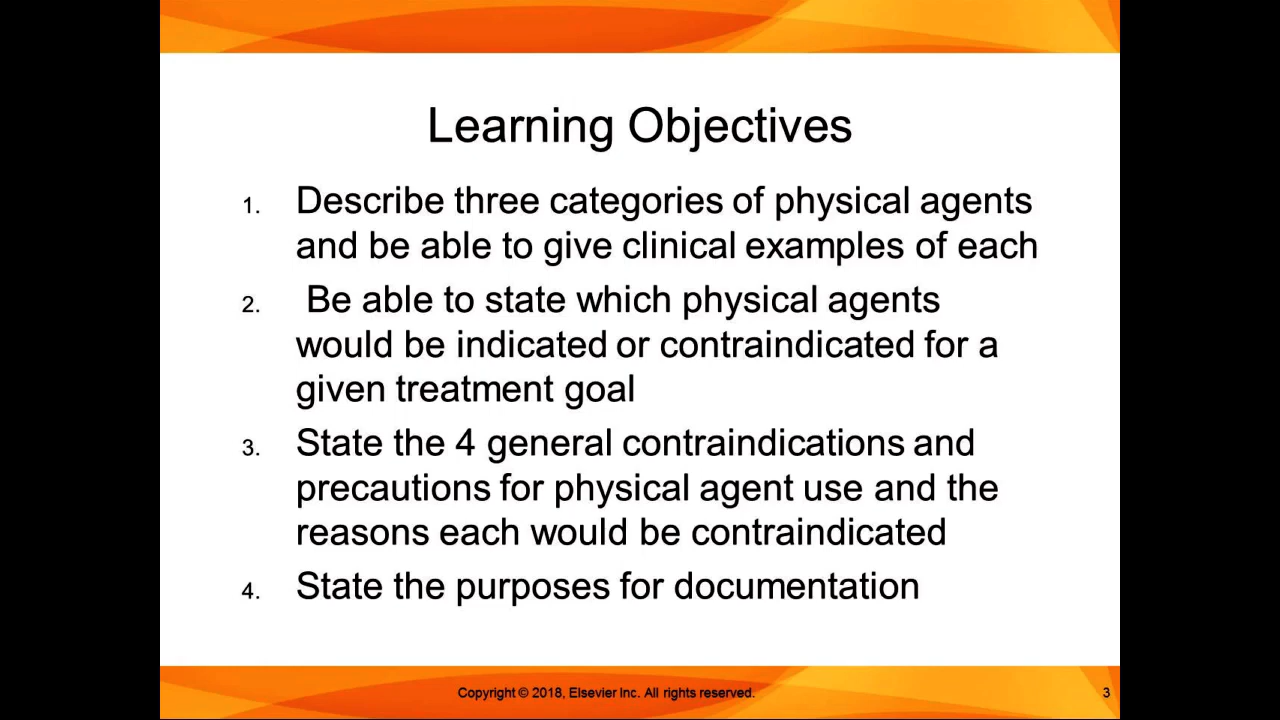 Learning Objectives
1. Describe three categories of physical agents
and be able to give clinical examples of each
2. Be able to state which physical agents
would be indicated or contraindicated for a
given treatment goal
3. State the 4 general contraindications and
precautions for physical agent use and the
reasons each would be contraindicated
4. State the purposes for documentation
Copyright © 2018, Elsevier Inc. All rights reserved.
3